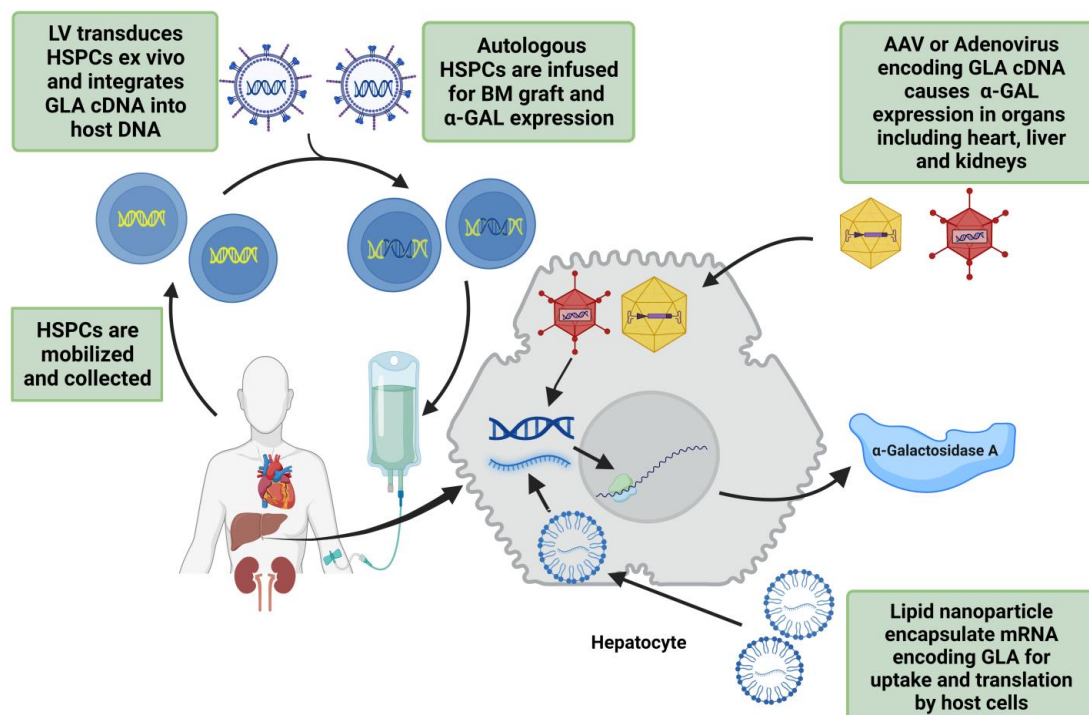 LV transduces
HSPCs ex vivo
and integrates
GLA cDNA into
host DNA
Autologous
HSPCs are infused
for BM graft and
α-GAL expression
AAV or Adenovirus
encoding GLA cDNA
causes α-GAL
expression in organs
including heart, liver
and kidneys
HSPCs are
mobilized
and collected
α-Galactosidase A
Hepatocyte
Lipid nanoparticle
encapsulate mRNA
encoding GLA for
uptake and translation
by host cells